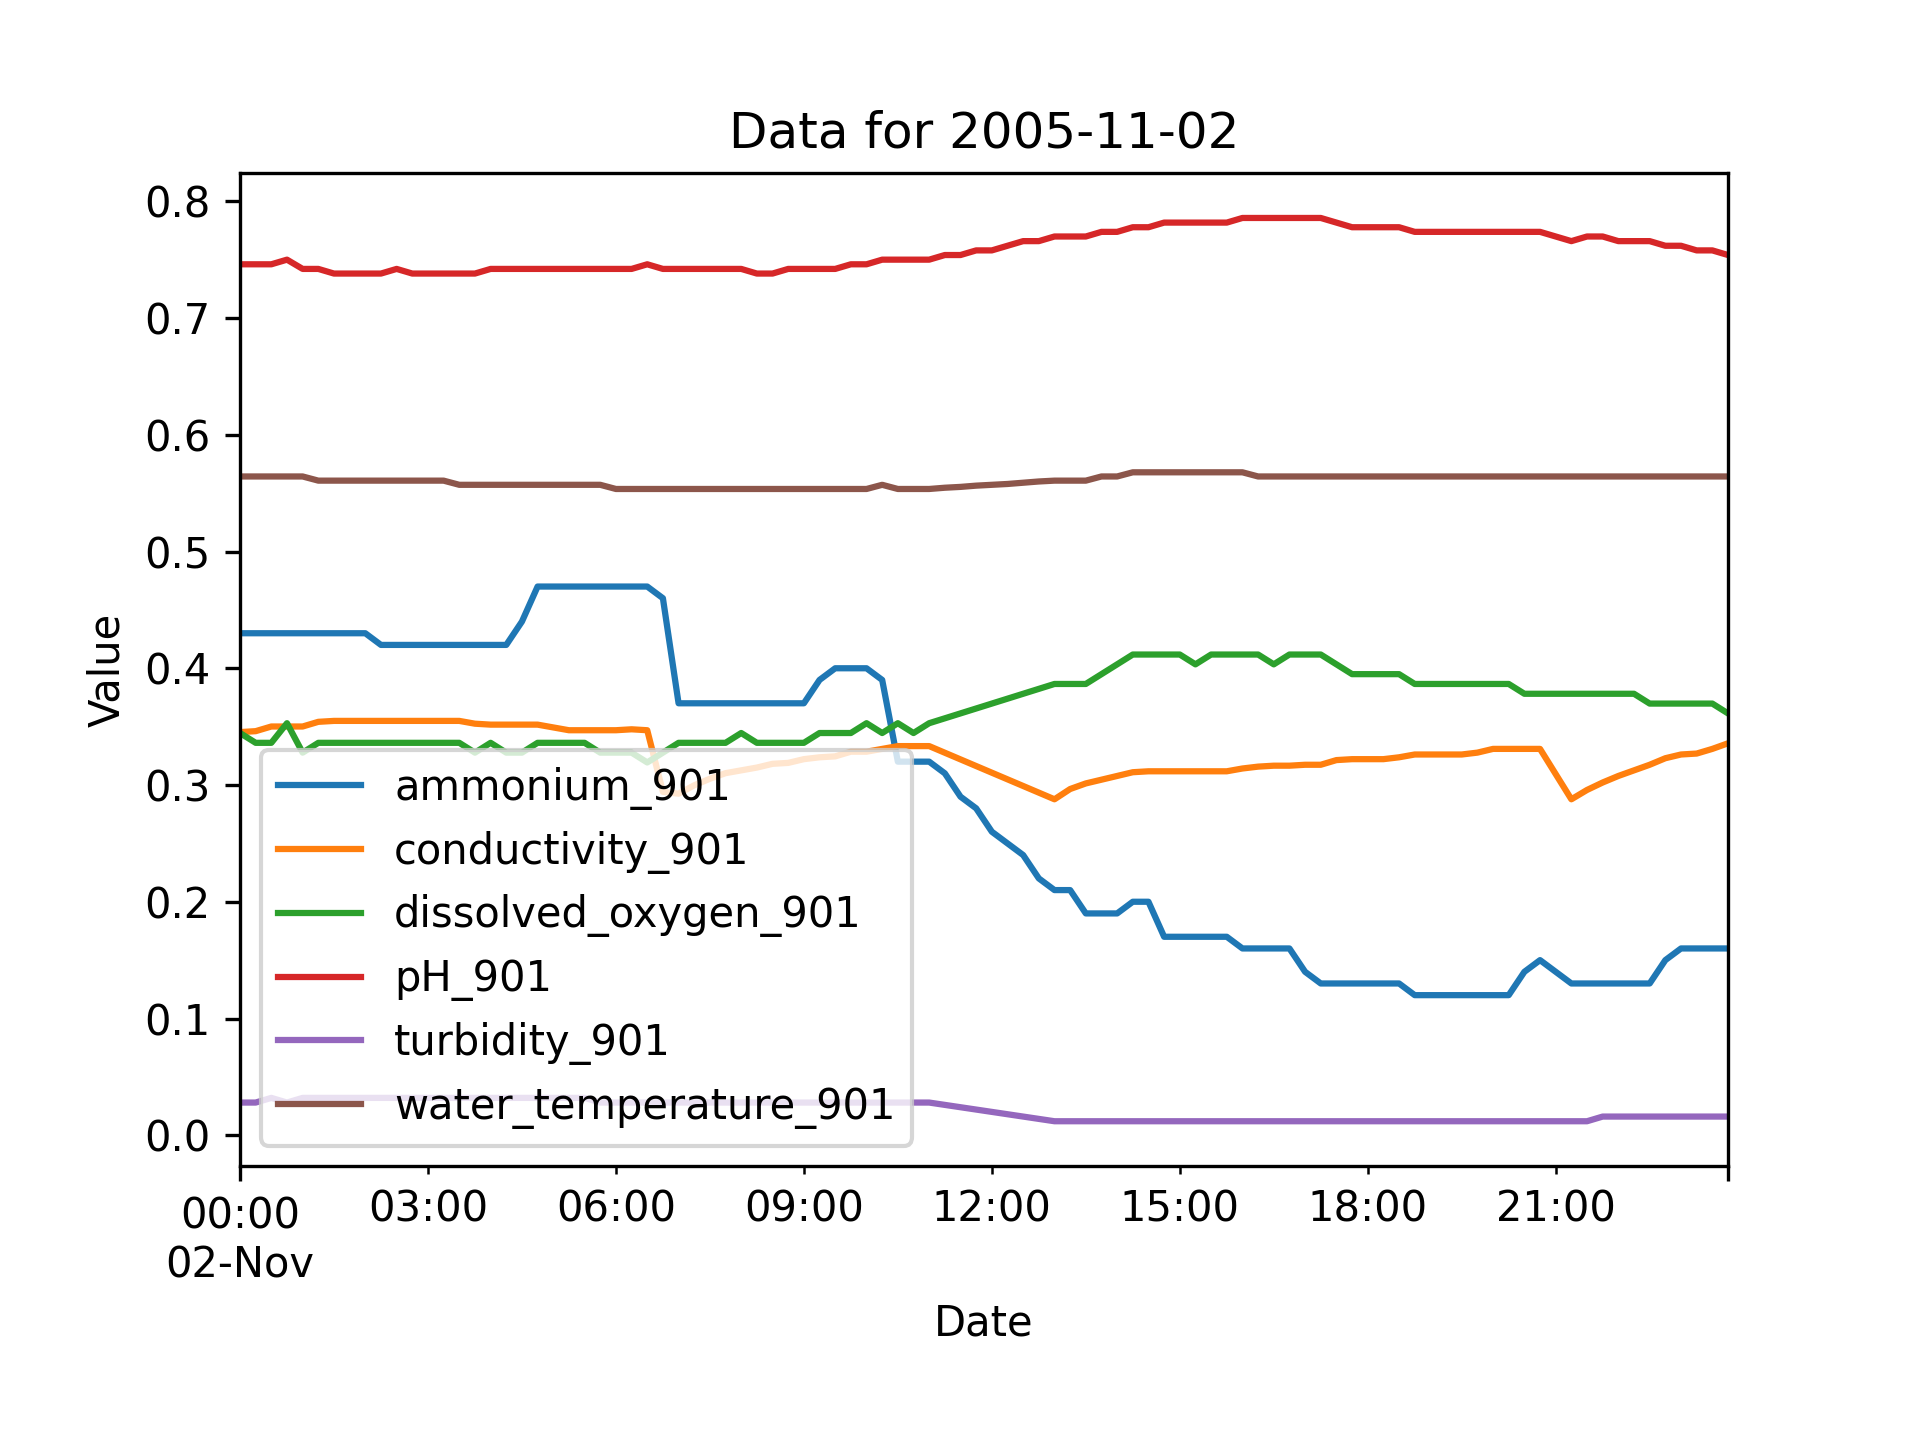 Data for 2005-11-02
0.8
0.7
0.6
0.5
0.4
0.3
0.2
0.1
0.0
Value
ammonium_901
conductivity_901
dissolved_oxygen_901
pH_901
turbidity_901
water_temperature_901
00:00 03:00 06:00 09:00 12:00 15:00 18:00 21:00
02-Nov
Date